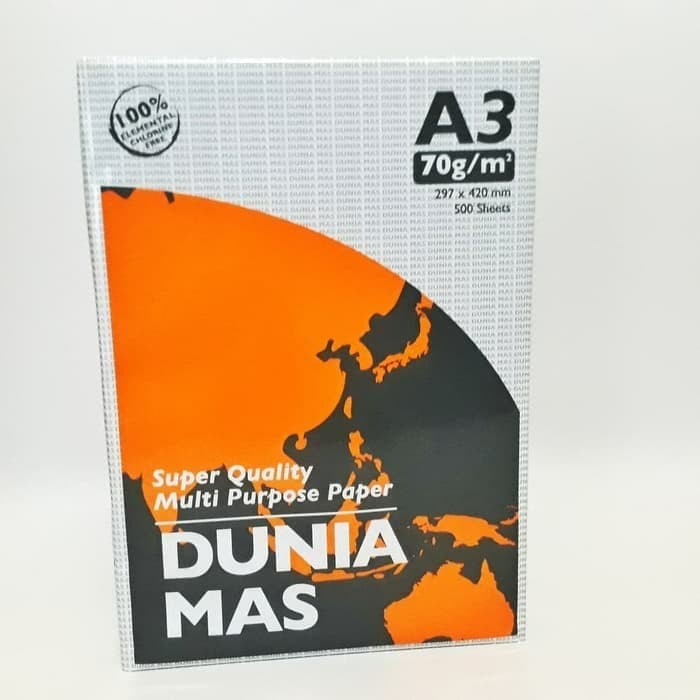 100%
ELEMENTAL
CHLORINE
FREE
A3
70g/m²
297 x 420 mm
500 Sheets
Super Quality
Multi Purpose Paper
DUNIA
MAS